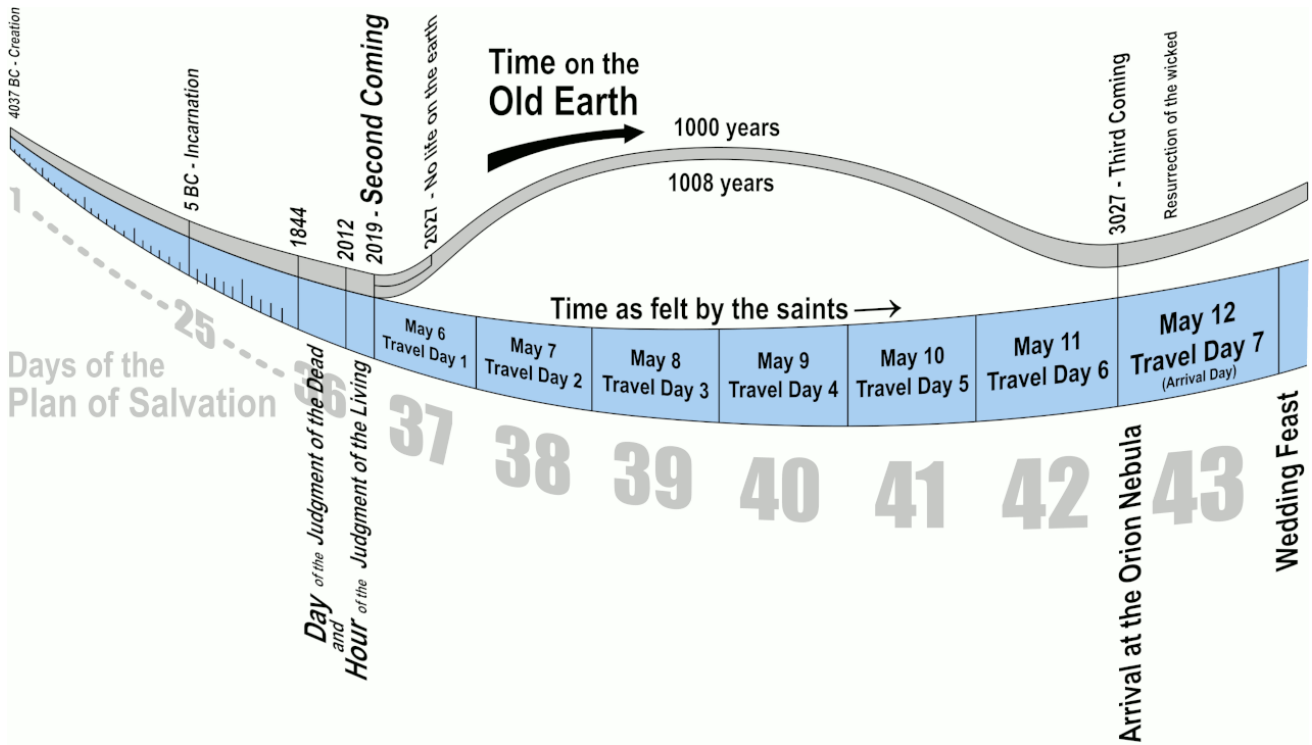 4037 BC - Creation
5 BC - Incarnation
1844
2012
2019 - Second Coming
2027 - No life on the earth
Time on the
Old Earth
1000 years
1008 years
3027 - Third Coming
Resurrection of the wicked
Time as felt by the saints
May 6
Travel Day 1
May 7
Travel Day 2
May 8
Travel Day 3
May 9
Travel Day 4
May 10
Travel Day 5
May 11
Travel Day 6
May 12
Travel Day 7
(Arrival Day)
1
25
36
37
38
39
40
41
42
43
Days of the
Plan of Salvation
Day of the Judgment of the Dead
and
Hour of the Judgment of the Living
Arrival at the Orion Nebula
Wedding Feast